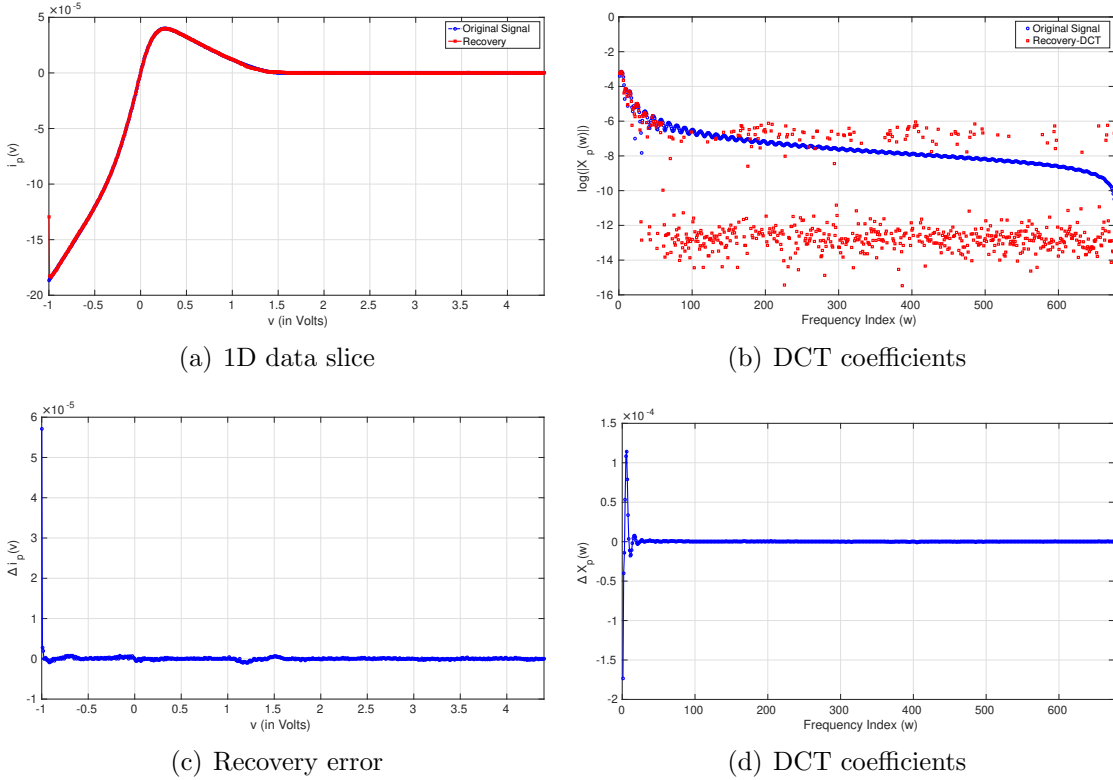 5 ×10⁻⁵
Original Signal
Recovery
0
-5
-10
-15
-20
i_p(v)
-1 -0.5 0 0.5 1 1.5 2 2.5 3 3.5 4
v (in Volts)
(a) 1D data slice
0
Original Signal
Recovery-DCT
-2
-4
-6
-8
-10
-12
-14
-16
log(|X_p(w)|)
0 100 200 300 400 500 600
Frequency Index (w)
(b) DCT coefficients
6 ×10⁻⁵
5
4
3
2
1
0
-1
Δ i_p(v)
-1 -0.5 0 0.5 1 1.5 2 2.5 3 3.5 4
v (in Volts)
(c) Recovery error
1.5 ×10⁻⁴
1
0.5
0
-0.5
-1
-1.5
-2
Δ X_p(w)
0 100 200 300 400 500 600
Frequency Index (w)
(d) DCT coefficients